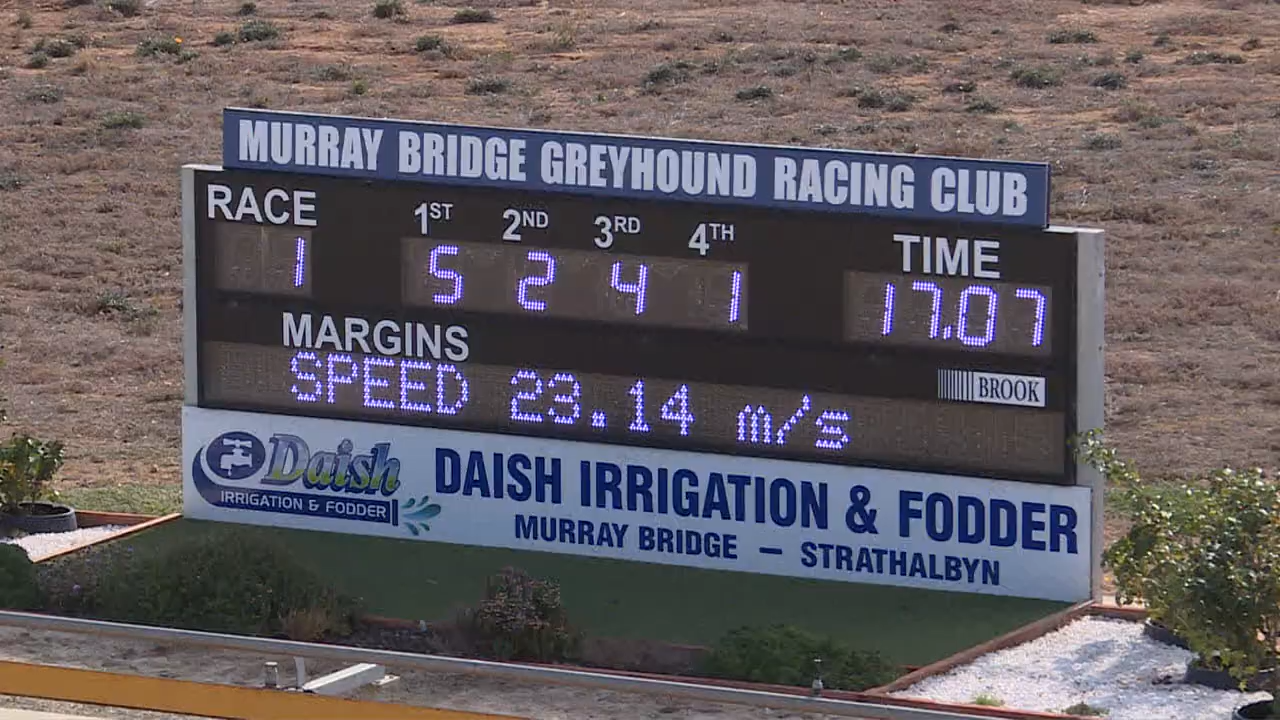 MURRAY BRIDGE GREYHOUND RACING CLUB
RACE 1ST 2ND 3RD 4TH TIME
1 5 2 4 1 17.07
MARGINS
BROOK
SPEED 23.14 m/s
Daish
IRRIGATION & FODDER
DAISH IRRIGATION & FODDER
MURRAY BRIDGE — STRATHALBYN